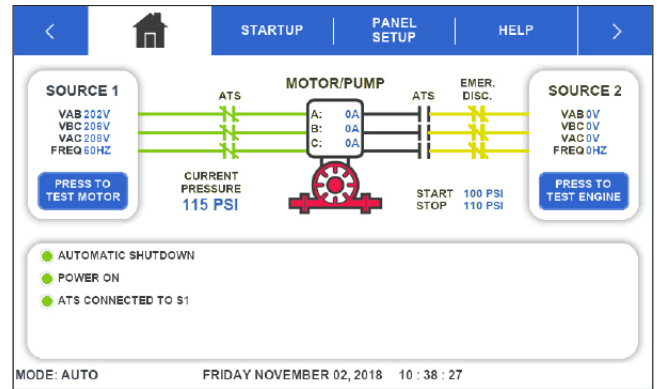 STARTUP
PANEL
SETUP
HELP
SOURCE 1
VAB 202V
VBC 206V
VAC 208V
FREQ 60HZ
PRESS TO
TEST MOTOR
ATS
MOTOR/PUMP
A: 0A
B: 0A
C: 0A
ATS
EMER.
DISC.
CURRENT
PRESSURE
115 PSI
START 100 PSI
STOP 110 PSI
SOURCE 2
VAB 0V
VBC 0V
VAC 0V
FREQ 0HZ
PRESS TO
TEST ENGINE
AUTOMATIC SHUTDOWN
POWER ON
ATS CONNECTED TO S1
MODE: AUTO
FRIDAY NOVEMBER 02, 2018 10 : 38 : 27